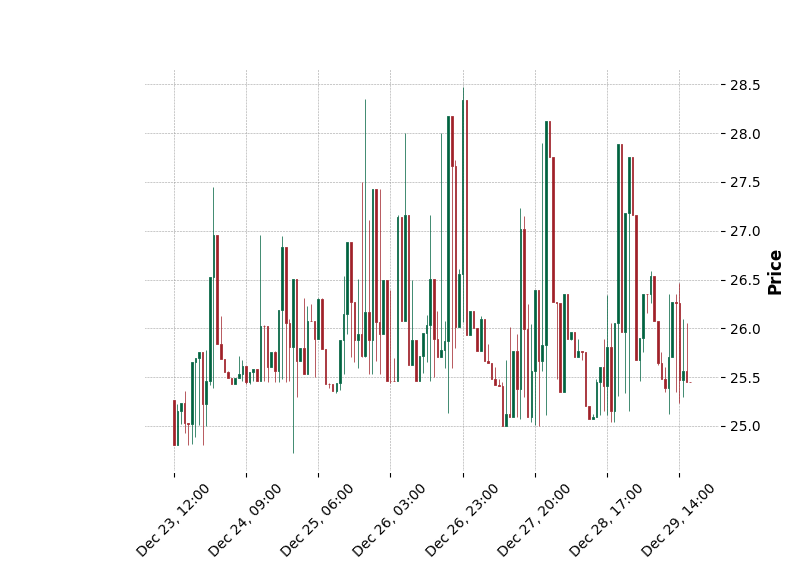 28.5
28.0
27.5
27.0
26.5
26.0
25.5
25.0
Price
Dec 23, 12:00
Dec 24, 09:00
Dec 25, 06:00
Dec 26, 03:00
Dec 26, 23:00
Dec 27, 20:00
Dec 28, 17:00
Dec 29, 14:00